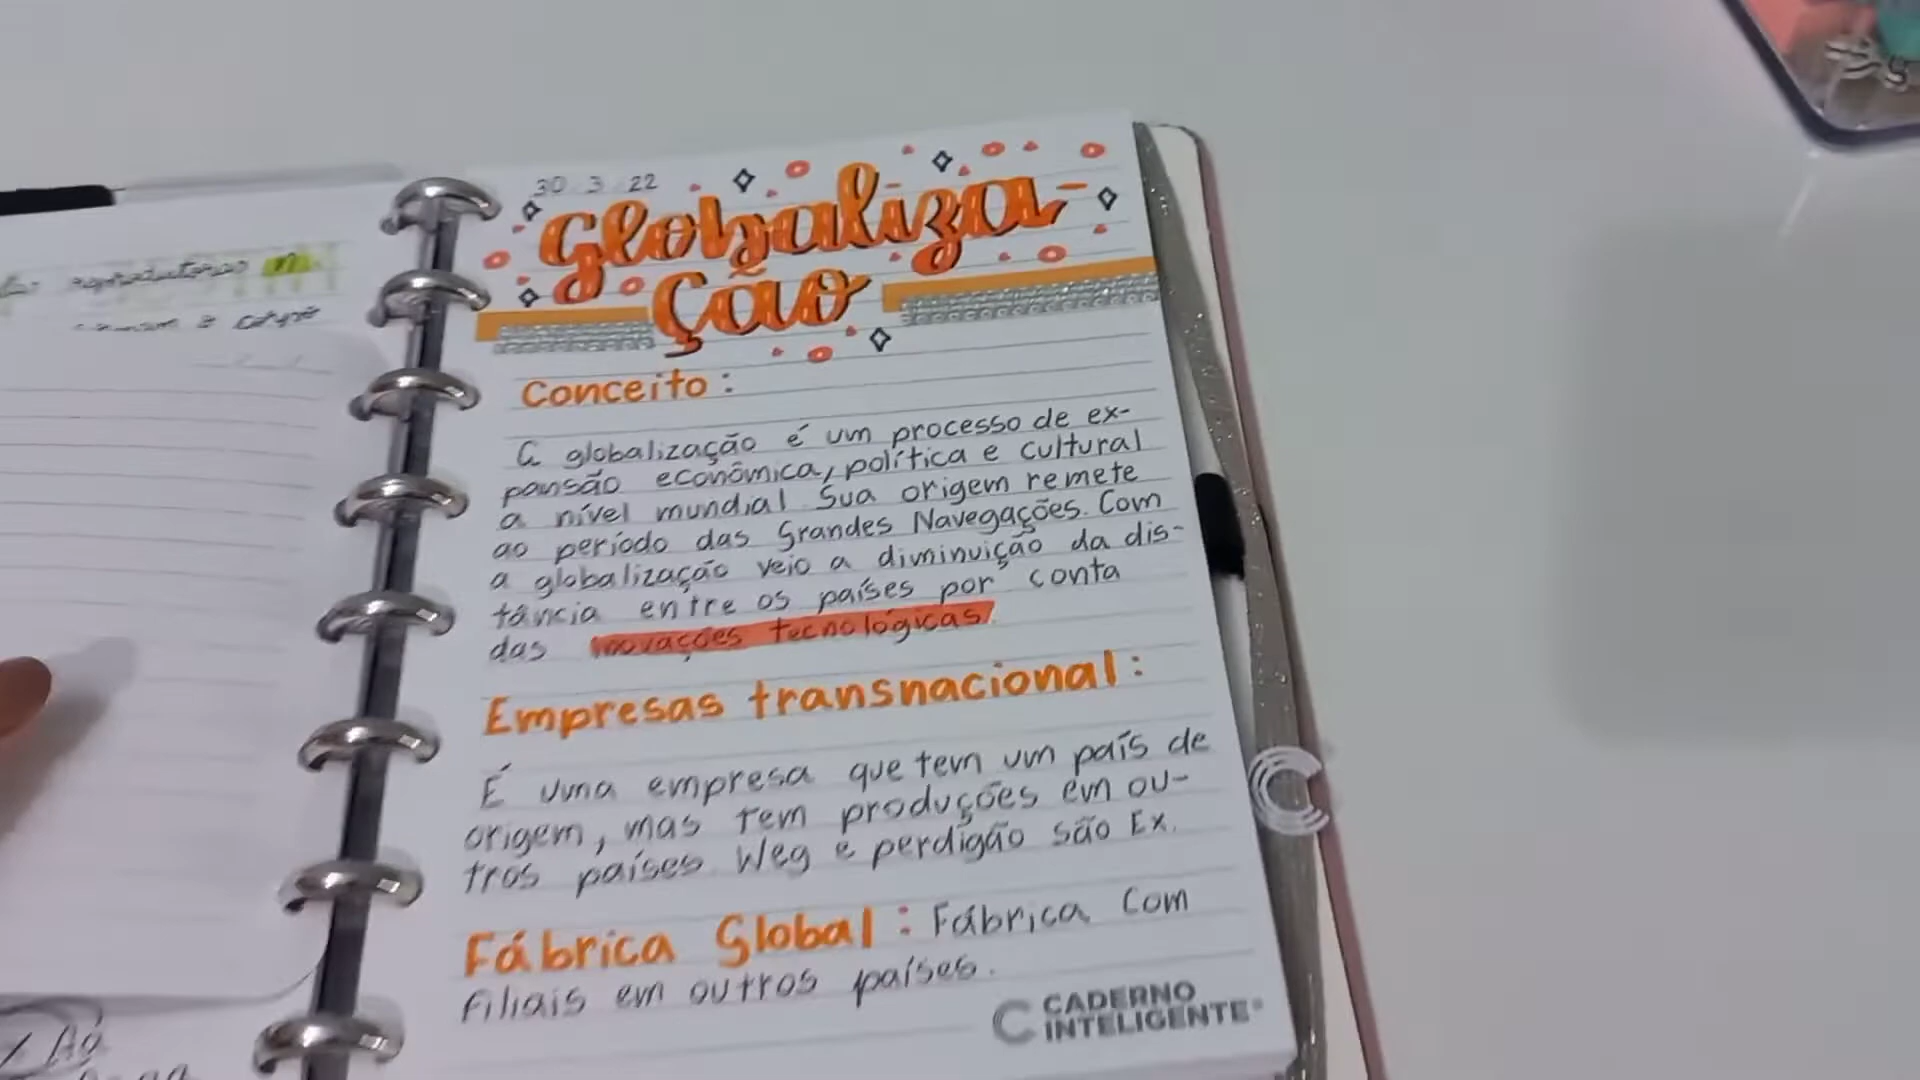 30 3 22
Globaliza-
ção
Conceito:
A globalização é um processo de ex-
pansão econômica, política e cultural
a nível mundial. Sua origem remete
ao período das Grandes Navegações. Com
a globalização veio a diminuição da dis-
tância entre os países por conta
das inovações tecnológicas.
Empresas transnacional:
É uma empresa que tem um país de
origem, mas tem produções em ou-
tros países. Weg e perdigão são Ex.
Fábrica Global: Fábrica com
filiais em outros países.
CADERNO
INTELIGENTE